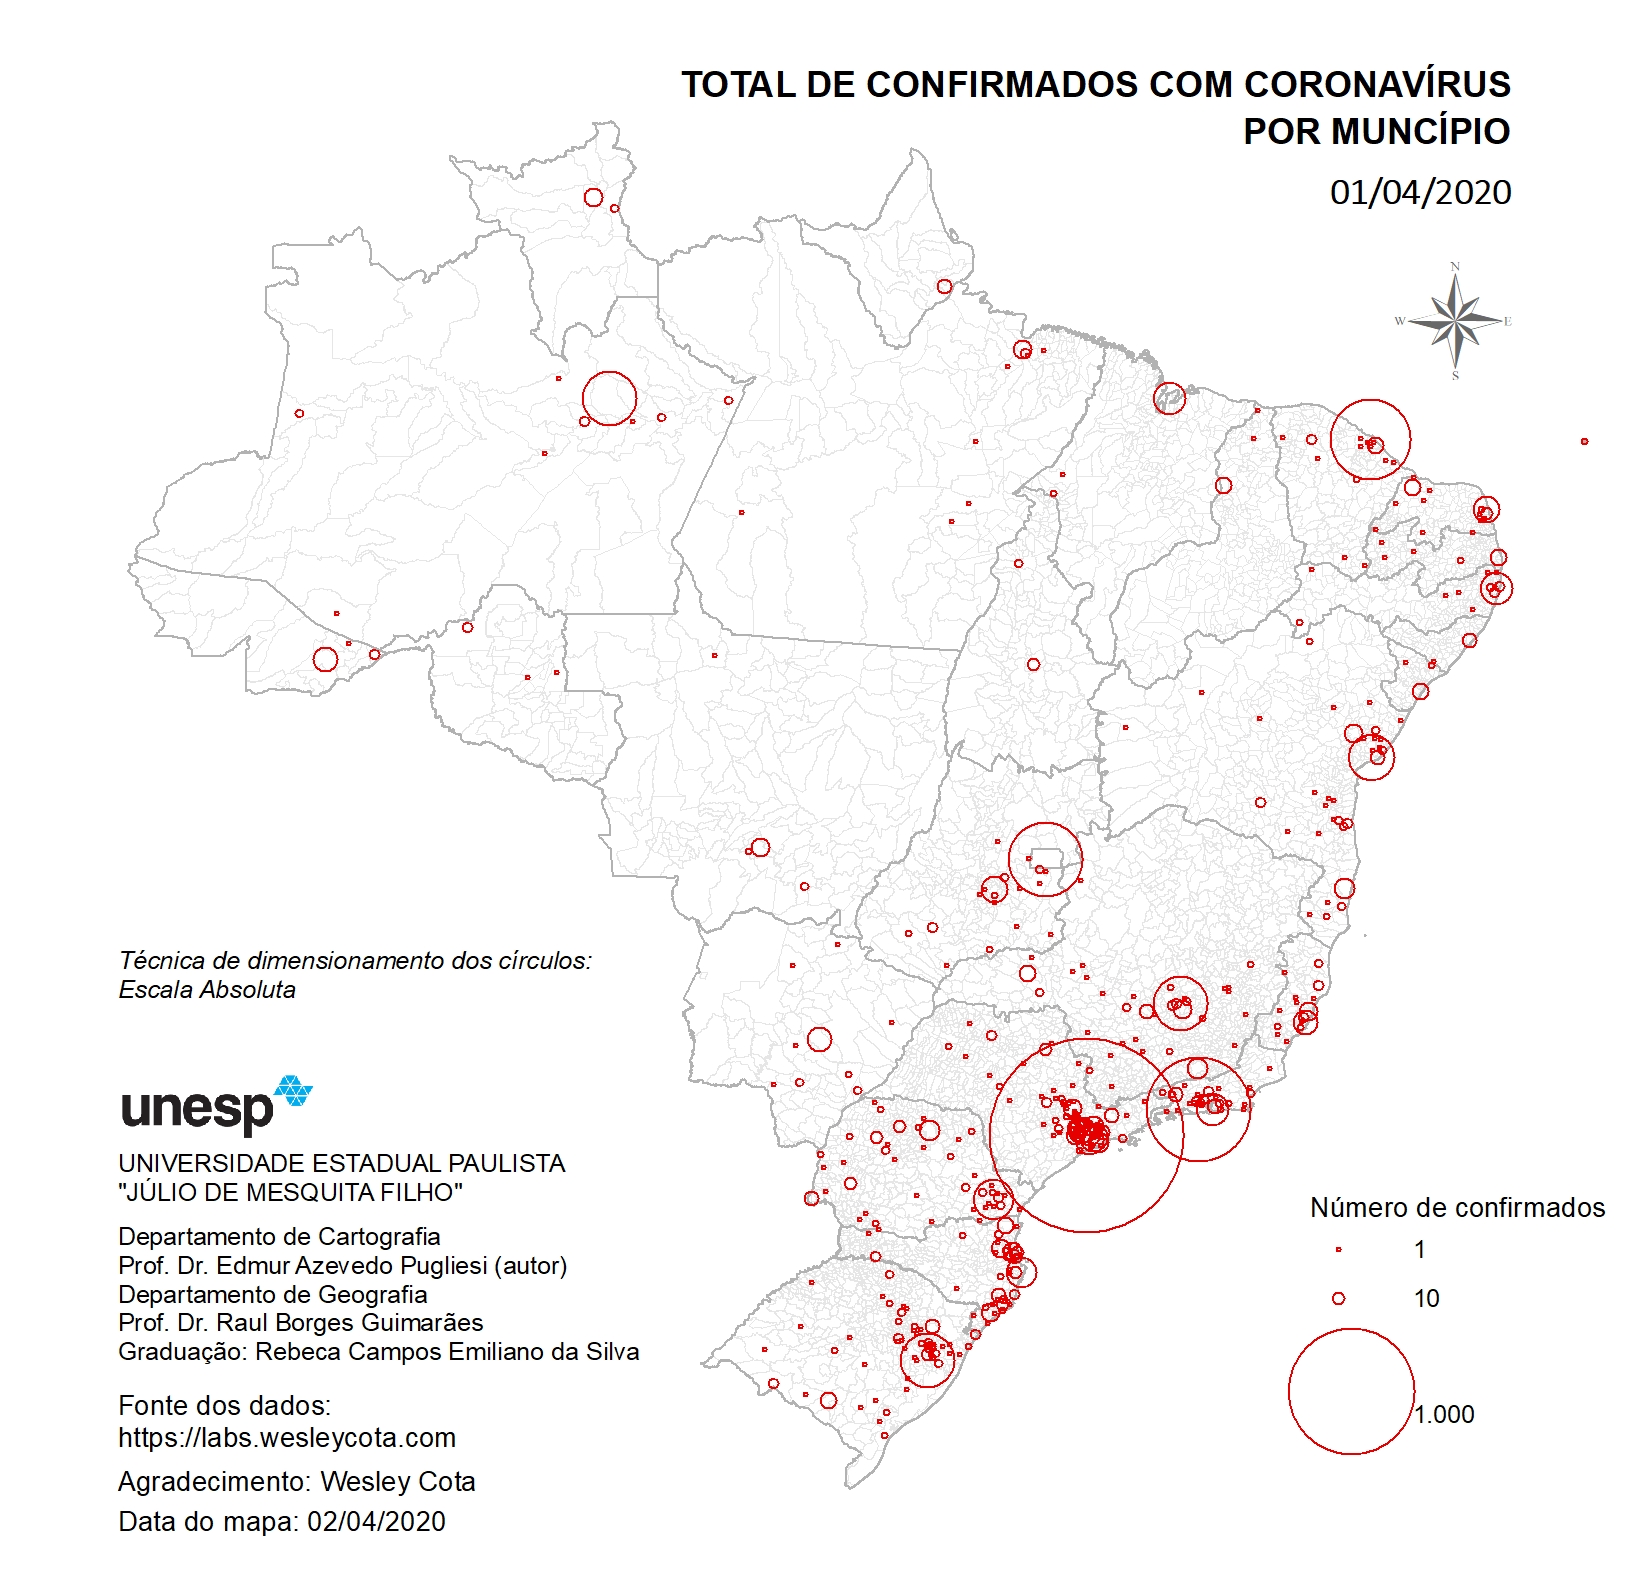 TOTAL DE CONFIRMADOS COM CORONAVÍRUS
POR MUNCÍPIO
01/04/2020
N
W
E
S
Técnica de dimensionamento dos círculos:
Escala Absoluta
unesp
UNIVERSIDADE ESTADUAL PAULISTA
"JÚLIO DE MESQUITA FILHO"
Departamento de Cartografia
Prof. Dr. Edmur Azevedo Pugliesi (autor)
Departamento de Geografia
Prof. Dr. Raul Borges Guimarães
Graduação: Rebeca Campos Emiliano da Silva
Fonte dos dados:
https://labs.wesleycota.com
Agradecimento: Wesley Cota
Data do mapa: 02/04/2020
Número de confirmados
1
10
1.000